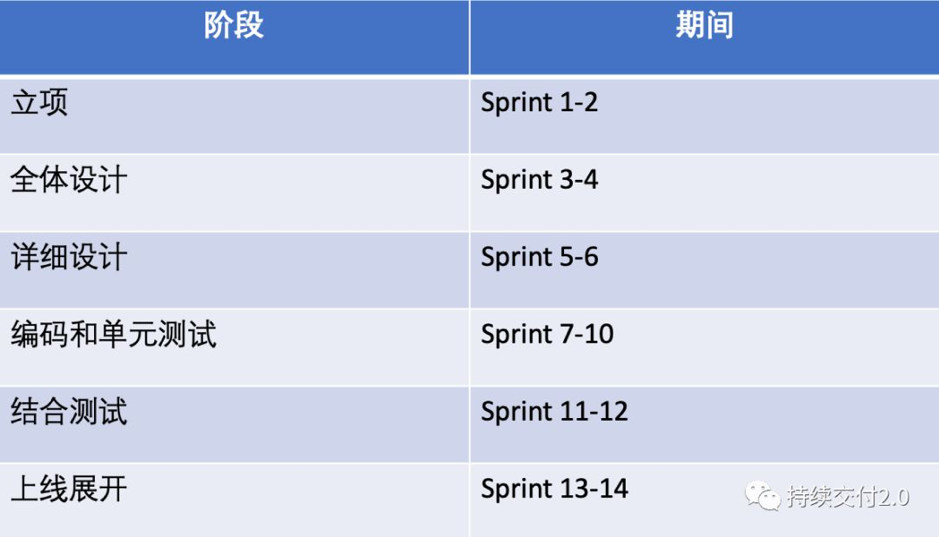 阶段 期间
立项 Sprint 1-2
全体设计 Sprint 3-4
详细设计 Sprint 5-6
编码和单元测试 Sprint 7-10
结合测试 Sprint 11-12
上线展开 Sprint 13-14
持续交付2.0